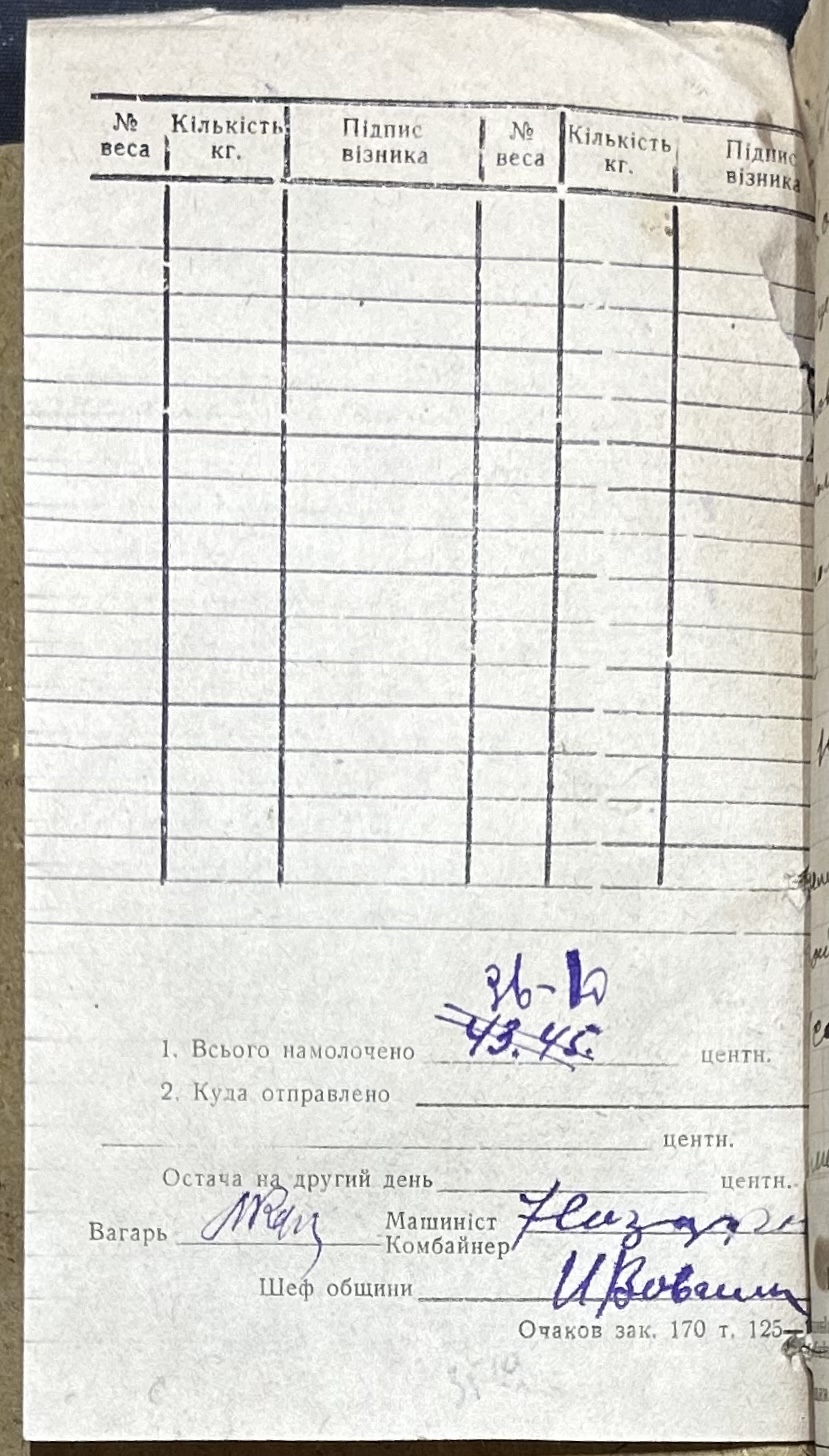 № веса Кількість кг. Підпис візника № веса Кількість кг. Підпис візника
36-10
1. Всього намолочено 43.45. центн.
2. Куда отправлено
центн.
Остача на другий день центн.
Вагарь Машиніст
Комбайнер
Шеф общини
Очаков зак. 170 т. 125—